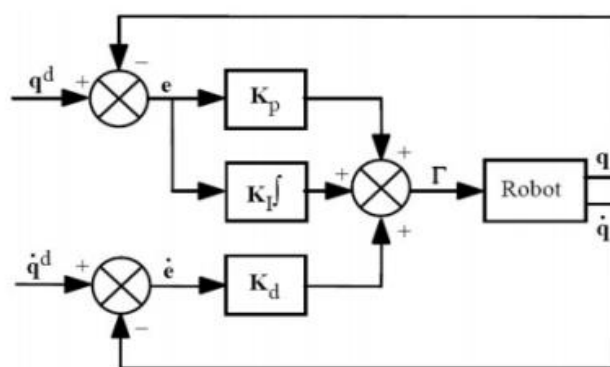 q^d + − e K_p + q
+ K_I∫ + Γ Robot
q̇^d + − ė K_d + q̇